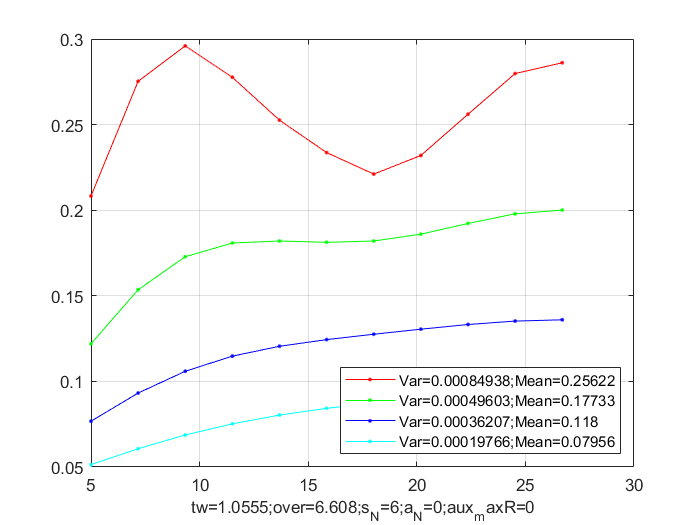 0.3
0.25
0.2
0.15
0.1
0.05
5 10 15 20 25 30
Var=0.00084938;Mean=0.25622
Var=0.00049603;Mean=0.17733
Var=0.00036207;Mean=0.118
Var=0.00019766;Mean=0.07956
tw=1.0555;over=6.608;s_N=6;a_N=0;aux_maxR=0